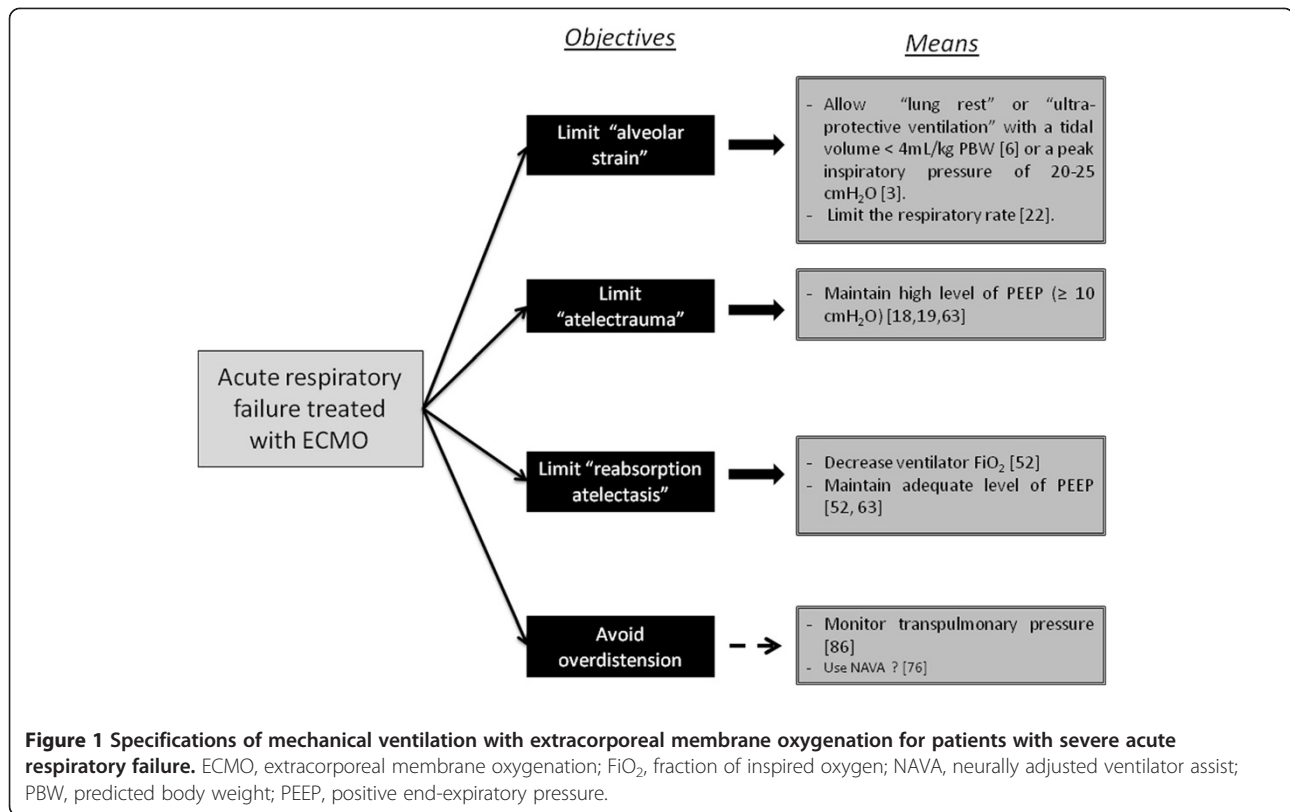 Objectives
Means
Limit "alveolar
strain"
- Allow "lung rest" or "ultra-
protective ventilation" with a tidal
volume < 4mL/kg PBW [6] or a peak
inspiratory pressure of 20-25
cmH₂O [3].
- Limit the respiratory rate [22].
Limit
"atelectrauma"
- Maintain high level of PEEP (≥ 10
cmH₂O) [18,19,63]
Acute respiratory
failure treated
with ECMO
Limit "reabsorption
atelectasis"
- Decrease ventilator FiO₂ [52]
- Maintain adequate level of PEEP
[52, 63]
Avoid
overdistension
- Monitor transpulmonary pressure
[86]
- Use NAVA ? [76]
Figure 1 Specifications of mechanical ventilation with extracorporeal membrane oxygenation for patients with severe acute
respiratory failure. ECMO, extracorporeal membrane oxygenation; FiO₂, fraction of inspired oxygen; NAVA, neurally adjusted ventilator assist;
PBW, predicted body weight; PEEP, positive end-expiratory pressure.